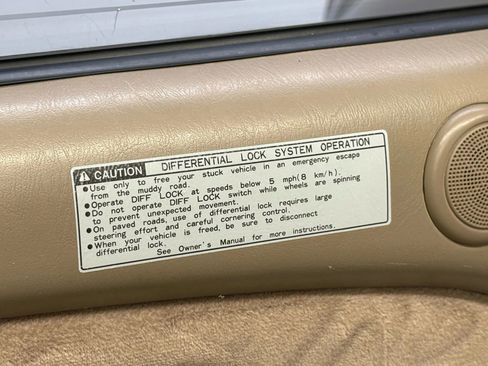 ⚠ CAUTION DIFFERENTIAL LOCK SYSTEM OPERATION
●Use only to free your stuck vehicle in an emergency escape
from the muddy road.
●Operate DIFF LOCK at speeds below 5 mph(8 km/h).
●Do not operate DIFF LOCK switch while wheels are spinning
to prevent unexpected movement.
●On paved roads, use of differential lock requires large
steering effort and careful cornering control.
●When your vehicle is freed, be sure to disconnect
differential lock.
See Owner's Manual for more instructions.